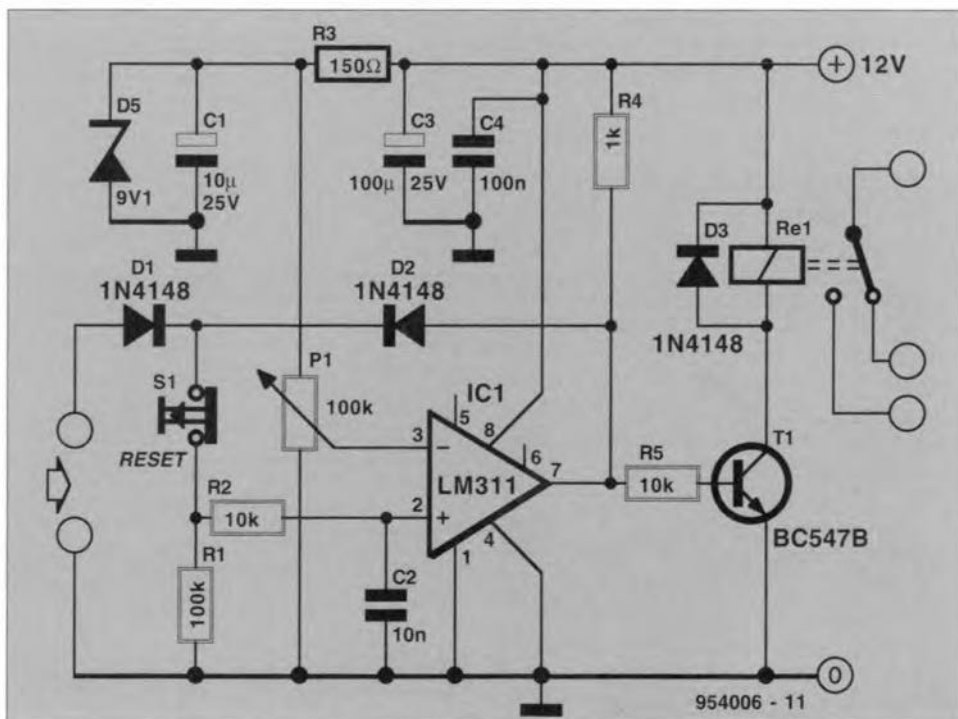 R3
150Ω
+ 12V
D5
9V1
C1
10µ
25V
C3
100µ
25V
C4
100n
R4
1k
D3
1N4148
Re1
D1
1N4148
D2
1N4148
S1
RESET
P1
100k
IC1
LM311
5
8
3
−
6
7
2
+
1
4
R5
10k
T1
BC547B
R2
10k
R1
100k
C2
10n
0
954006 - 11